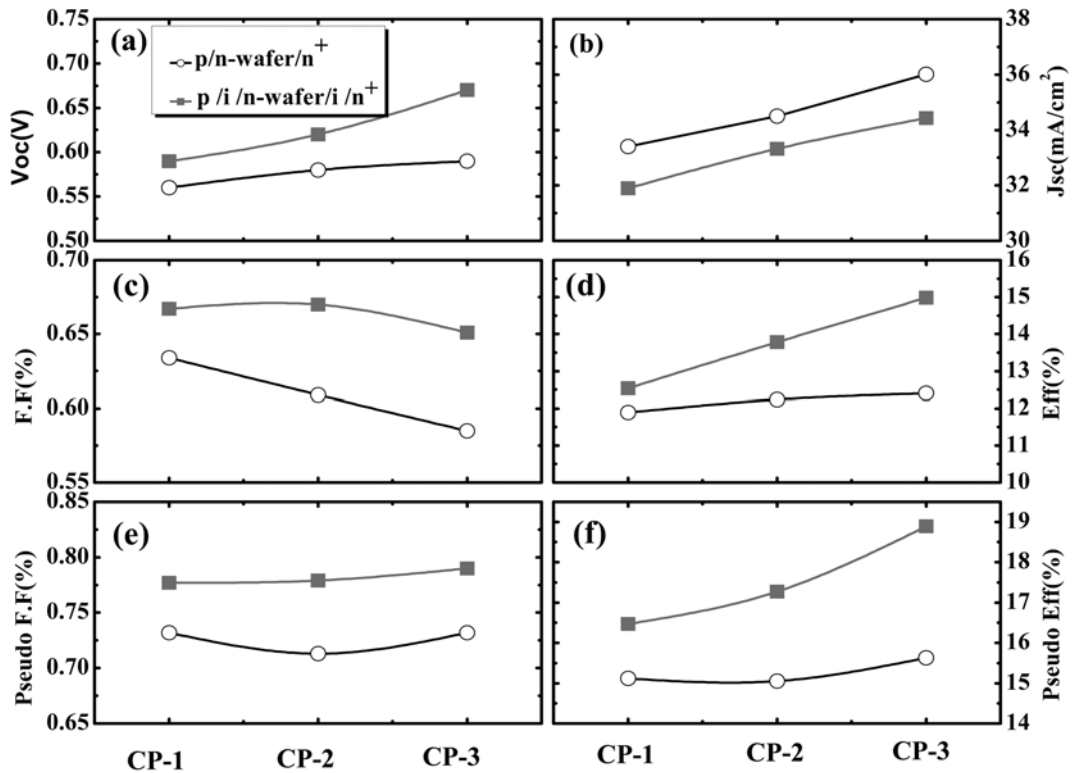 (a)
p/n-wafer/n+
p /i /n-wafer/i /n+
Voc(V)
0.75
0.70
0.65
0.60
0.55
0.50
(b)
38
36
34
32
30
Jsc(mA/cm2)
(c)
F.F(%)
0.70
0.65
0.60
0.55
(d)
16
15
14
13
12
11
10
Eff(%)
(e)
Pseudo F.F(%)
0.85
0.80
0.75
0.70
0.65
(f)
19
18
17
16
15
14
Pseudo Eff(%)
CP-1 CP-2 CP-3
CP-1 CP-2 CP-3